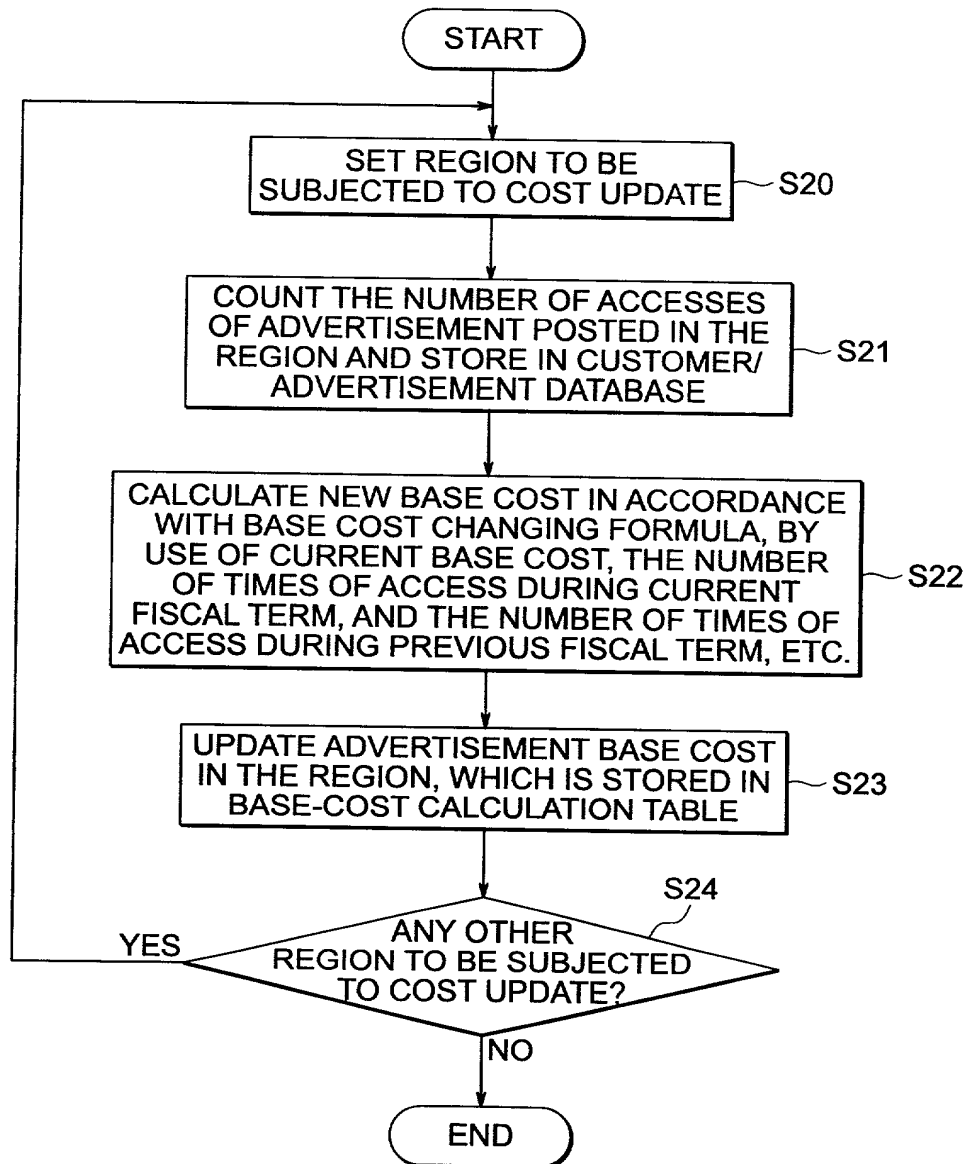 START
SET REGION TO BE
SUBJECTED TO COST UPDATE
S20
COUNT THE NUMBER OF ACCESSES
OF ADVERTISEMENT POSTED IN THE
REGION AND STORE IN CUSTOMER/
ADVERTISEMENT DATABASE
S21
CALCULATE NEW BASE COST IN ACCORDANCE
WITH BASE COST CHANGING FORMULA, BY
USE OF CURRENT BASE COST, THE NUMBER
OF TIMES OF ACCESS DURING CURRENT
FISCAL TERM, AND THE NUMBER OF TIMES OF
ACCESS DURING PREVIOUS FISCAL TERM, ETC.
S22
UPDATE ADVERTISEMENT BASE COST
IN THE REGION, WHICH IS STORED IN
BASE-COST CALCULATION TABLE
S23
S24
YES
ANY OTHER
REGION TO BE SUBJECTED
TO COST UPDATE?
NO
END